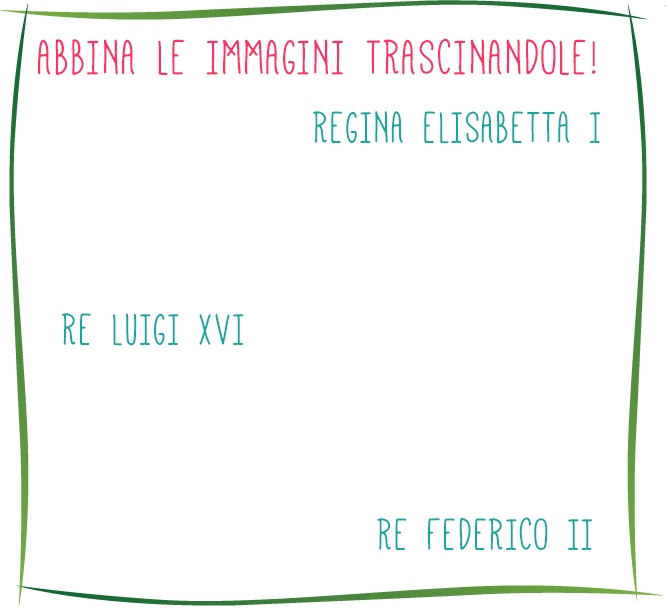 ABBINA LE IMMAGINI TRASCINANDOLE!
REGINA ELISABETTA I
RE LUIGI XVI
RE FEDERICO II